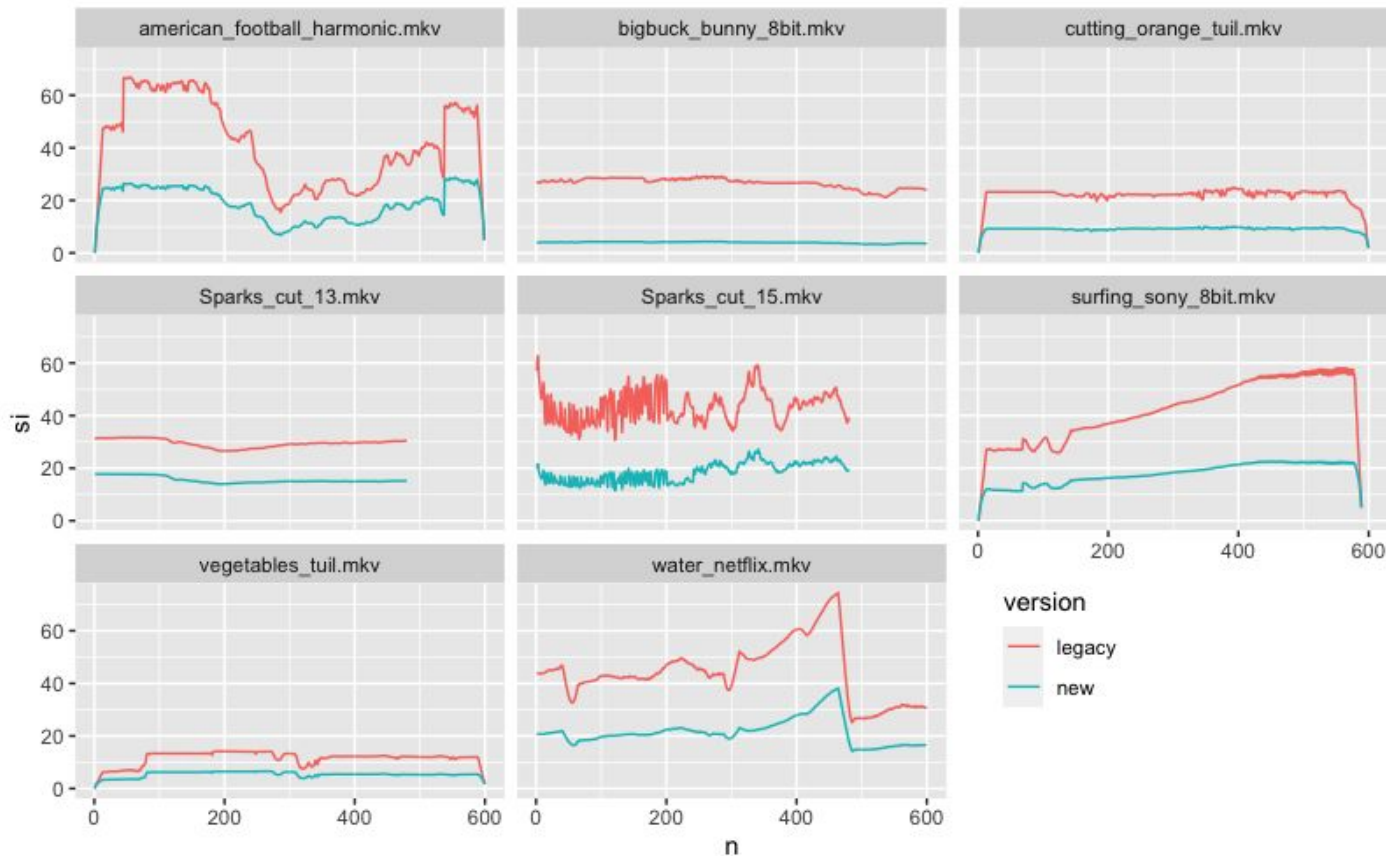 american_football_harmonic.mkv
bigbuck_bunny_8bit.mkv
cutting_orange_tuil.mkv
60
40
20
0
Sparks_cut_13.mkv
Sparks_cut_15.mkv
surfing_sony_8bit.mkv
si
60
40
20
0
0 200 400 600
vegetables_tuil.mkv
water_netflix.mkv
60
40
20
0
0 200 400 600
0 200 400 600
n
version
legacy
new